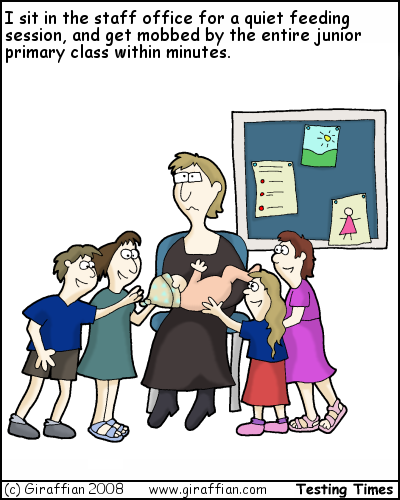 I sit in the staff office for a quiet feeding
session, and get mobbed by the entire junior
primary class within minutes.
(c) Giraffian 2008 www.giraffian.com Testing Times